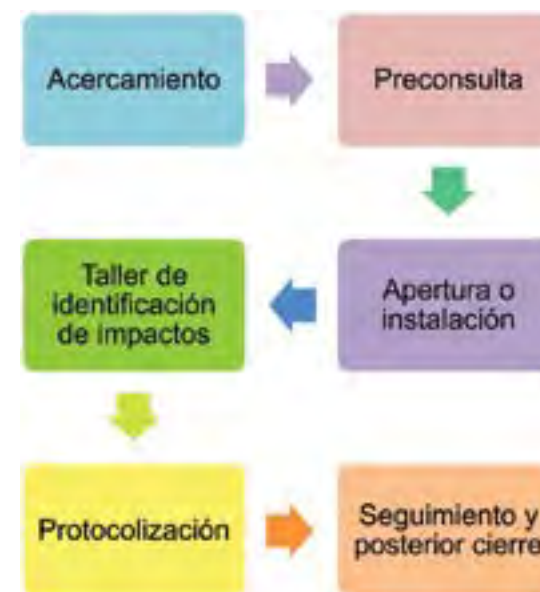 Acercamiento
Preconsulta
Taller de
identificación
de impactos
Apertura o
instalación
Protocolización
Seguimiento y
posterior cierre